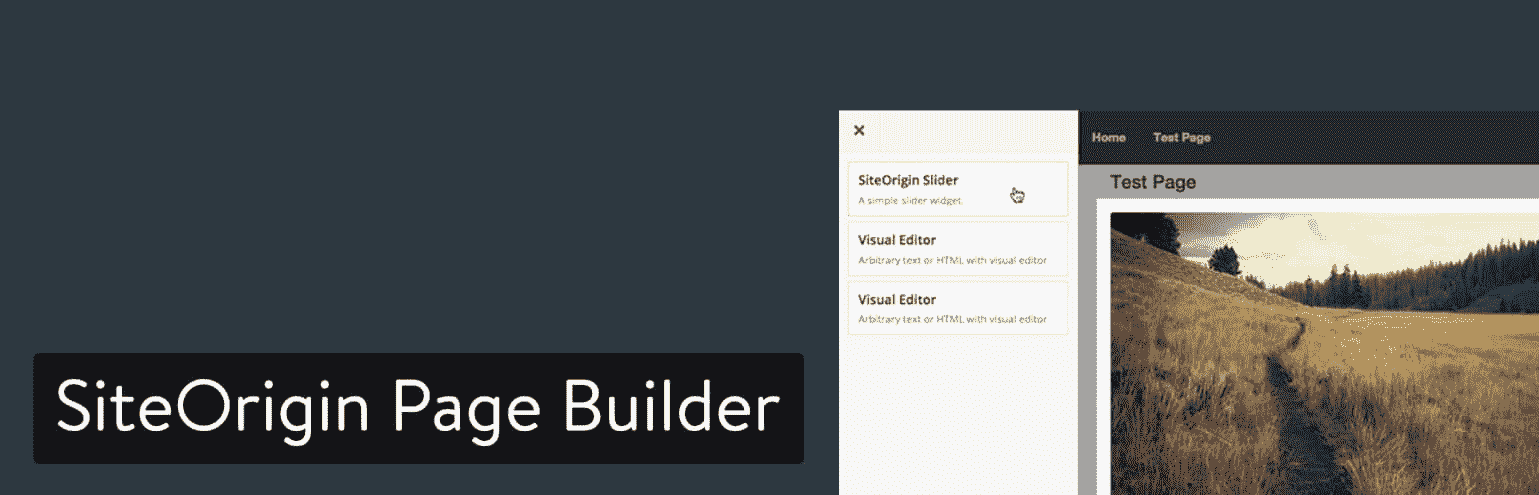 SiteOrigin Page Builder
×
SiteOrigin Slider
A simple slider widget.
Visual Editor
Arbitrary text or HTML with visual editor
Visual Editor
Arbitrary text or HTML with visual editor
Home Test Page
Test Page